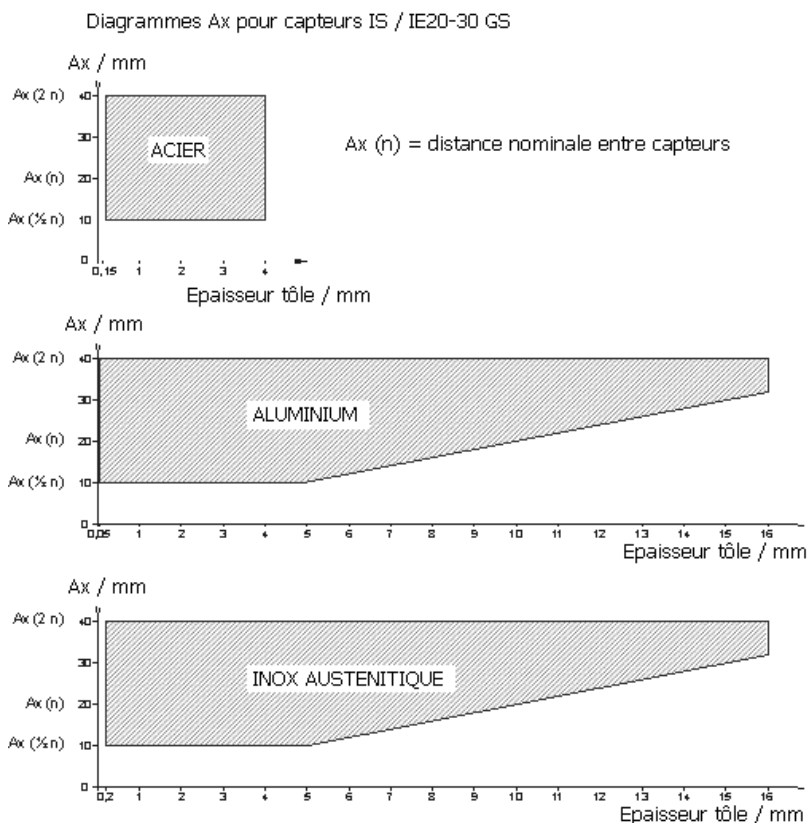 Diagrammes Ax pour capteurs IS / IE20-30 GS
Ax / mm
Ax (2 n) 40
30
ACIER
Ax (n) = distance nominale entre capteurs
Ax (n) 20
Ax (½ n) 10
0
0,15 1 2 3 4
Epaisseur tôle / mm
Ax / mm
Ax (2 n) 40
30
ALUMINIUM
Ax (n) 20
Ax (½ n) 10
0
0,05 1 2 3 4 5 6 7 8 9 10 11 12 13 14 15 16
Epaisseur tôle / mm
Ax / mm
Ax (2 n) 40
30
INOX AUSTENITIQUE
Ax (n) 20
Ax (½ n) 10
0
0,2 1 2 3 4 5 6 7 8 9 10 11 12 13 14 15 16
Epaisseur tôle / mm